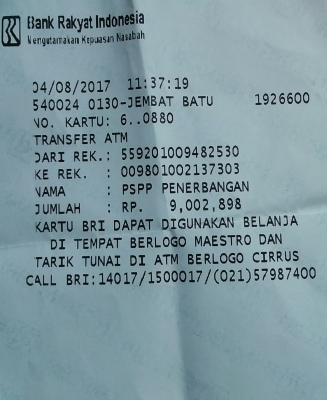 Bank Rakyat Indonesia
Mengutamakan Kepuasan Nasabah
04/08/2017 11:37:19
540024 0130-JEMBAT BATU 1926600
NO. KARTU: 6..0880
TRANSFER ATM
DARI REK.: 559201009482530
KE REK. : 009801002137303
NAMA : PSPP PENERBANGAN
JUMLAH : RP. 9,002,898
KARTU BRI DAPAT DIGUNAKAN BELANJA
DI TEMPAT BERLOGO MAESTRO DAN
TARIK TUNAI DI ATM BERLOGO CIRRUS
CALL BRI:14017/1500017/(021)57987400